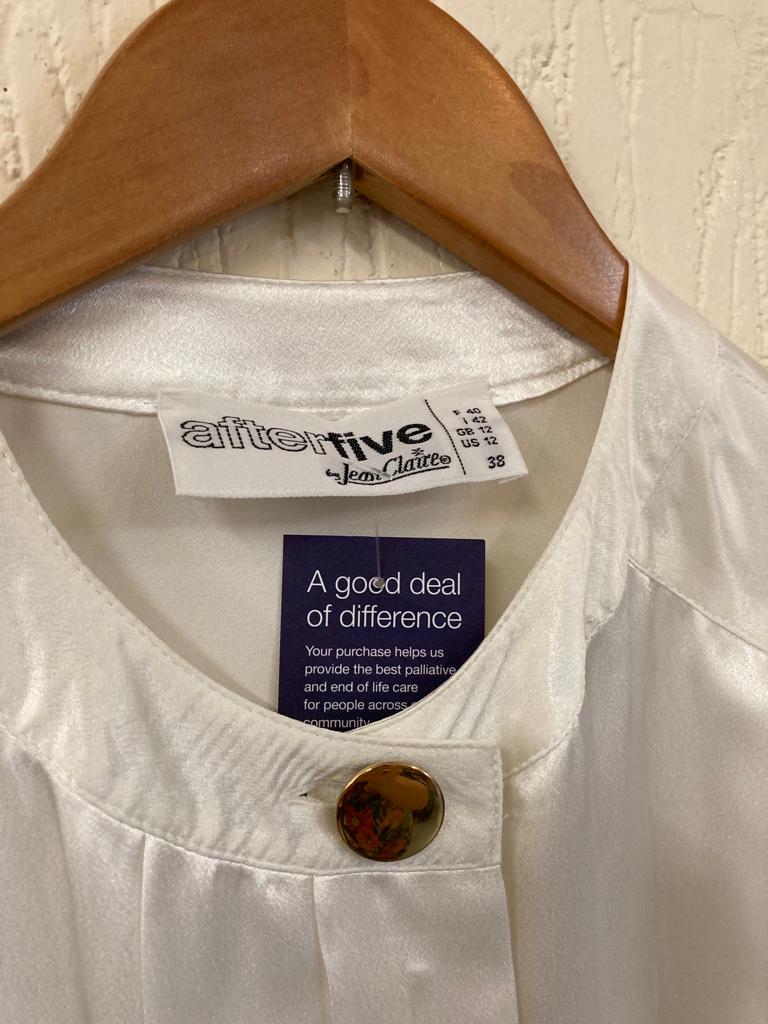 afterfive
by Jean Claire®
F 40
I 42
GB 12
US 12
38
A good deal
of difference
Your purchase helps us
provide the best palliative
and end of life care
for people across
community